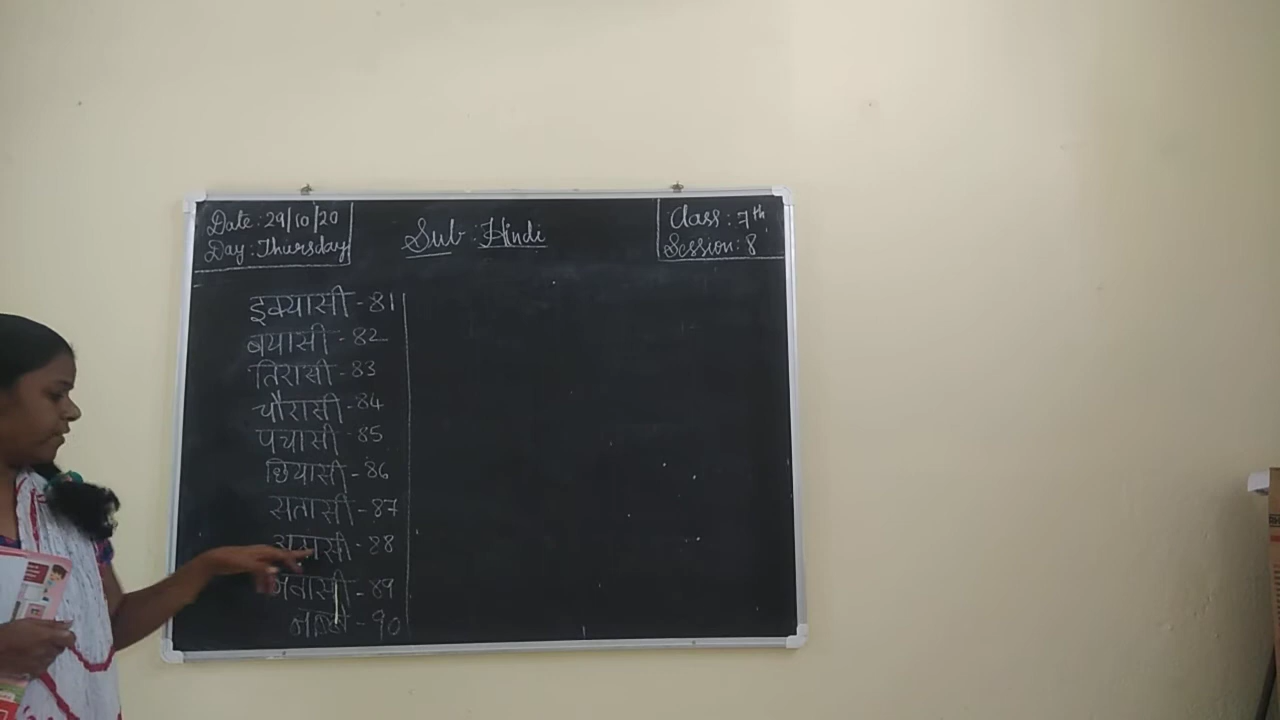 Date: 29/10/20
Day: Thursday
Sub: Hindi
Class: 7th
Session: 8
इक्यासी - 81
बयासी - 82
तिरासी - 83
चौरासी - 84
पचासी - 85
छियासी - 86
सतासी - 87
- 88
नवासी - 89
- 90